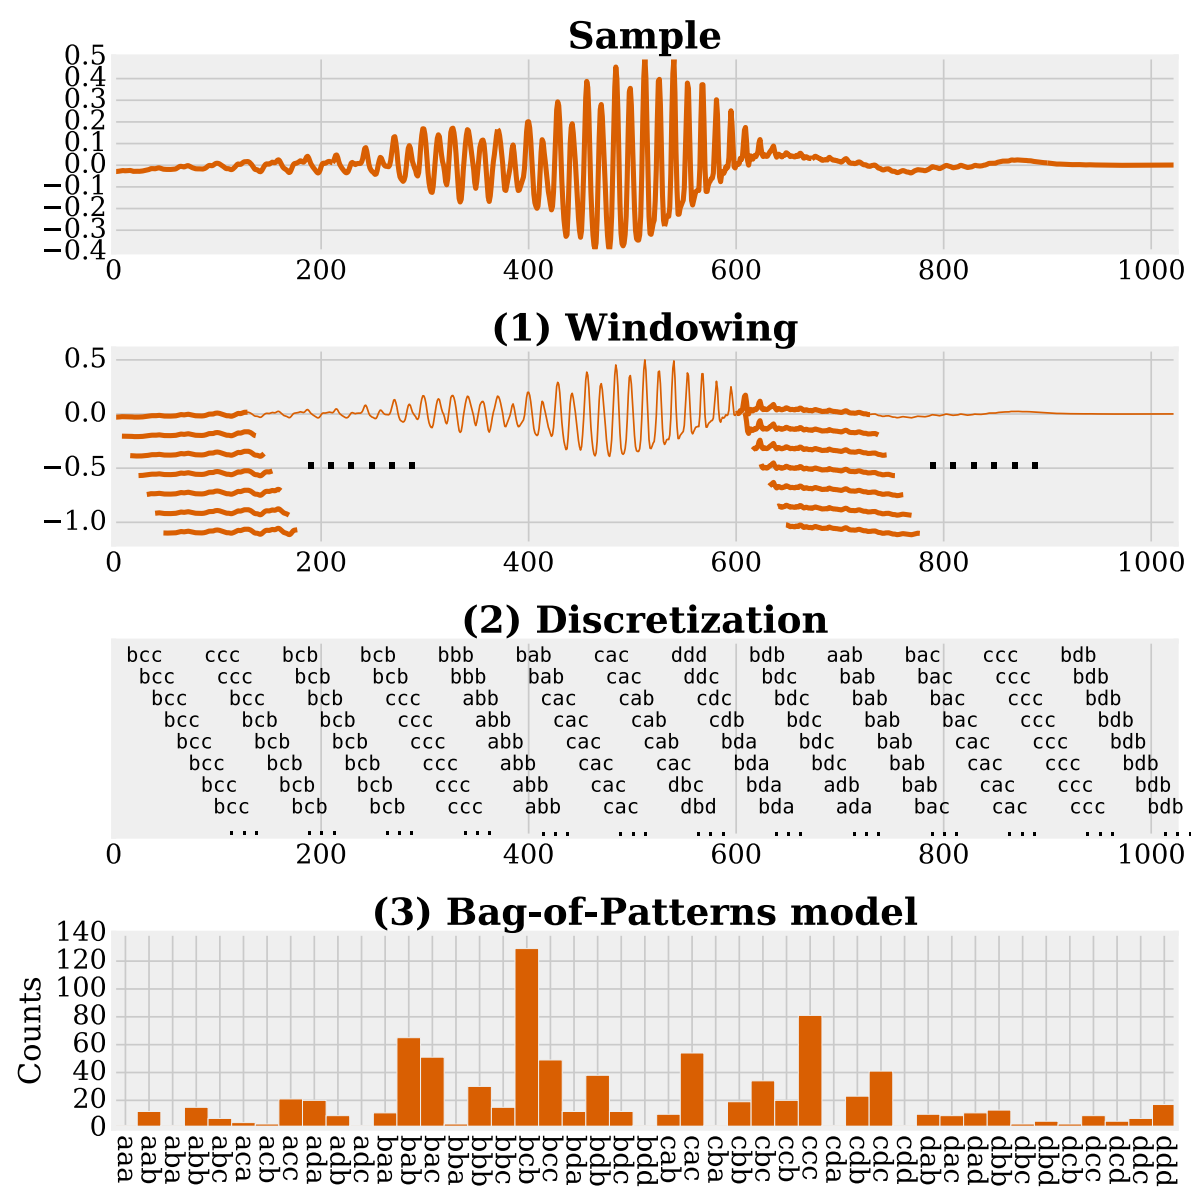 Sample
0.5
0.4
0.3
0.2
0.1
0.0
−0.1
−0.2
−0.3
−0.4
0 200 400 600 800 1000
(1) Windowing
0.5
0.0
−0.5
−1.0
0 200 400 600 800 1000
(2) Discretization
bcc ccc bcb bcb bbb bab cac ddd bdb aab bac ccc bdb
bcc ccc bcb bcb bbb bab cac ddc bdc bab bac ccc bdb
bcc bcc bcb ccc abb cac cab cdc bdc bab bac ccc bdb
bcc bcb bcb ccc abb cac cab cdb bdc bab bac ccc bdb
bcc bcb bcb ccc abb cac cab bda bdc bab cac ccc bdb
bcc bcb bcb ccc abb cac cac bda bdc bab cac ccc bdb
bcc bcb bcb ccc abb cac dbc bda adb bab cac ccc bdb
bcc bcb bcb ccc abb cac dbd bda ada bac cac ccc bdb
0 200 400 600 800 1000
(3) Bag-of-Patterns model
Counts
140
120
100
80
60
40
20
0
aaa aab aba abb abc aca acb acc ada adb adc baa bab bac bba bbb bbc bcb bcc bda bdb bdc bdd cab cac cba cbb cbc ccb ccc cda cdb cdc cdd dab dac dad dbb dbc dbd dcb dcc dcd ddc ddd